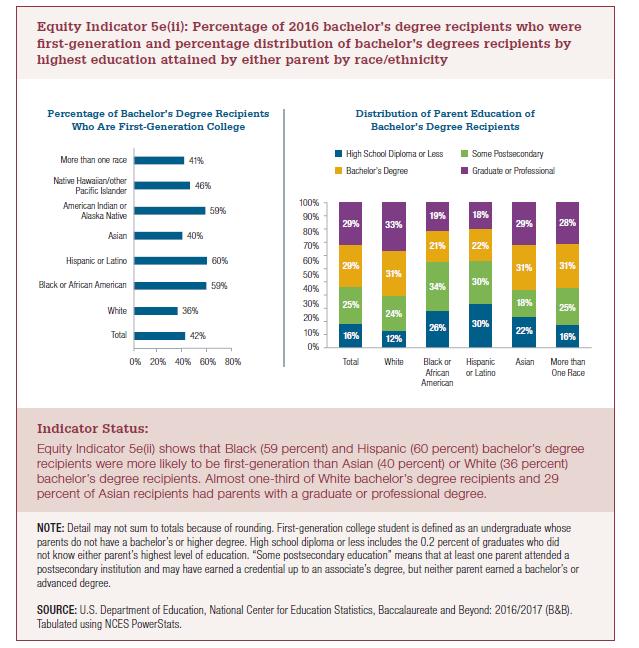 Equity Indicator 5e(ii): Percentage of 2016 bachelor's degree recipients who were
first-generation and percentage distribution of bachelor's degrees recipients by
highest education attained by either parent by race/ethnicity
Percentage of Bachelor's Degree Recipients
Who Are First-Generation College
More than one race 41%
Native Hawaiian/other
Pacific Islander 46%
American Indian or
Alaska Native 59%
Asian 40%
Hispanic or Latino 60%
Black or African American 59%
White 36%
Total 42%
0% 20% 40% 60% 80%
Distribution of Parent Education of
Bachelor's Degree Recipients
High School Diploma or Less Some Postsecondary
Bachelor's Degree Graduate or Professional
100%
90%
80%
70%
60%
50%
40%
30%
20%
10%
0%
29% 33% 19% 18% 29% 28%
29% 31% 21% 22% 31% 31%
25% 24% 34% 30% 18% 25%
16% 12% 26% 30% 22% 16%
Total White Black or Hispanic Asian More than
African or Latino One Race
American
Indicator Status:
Equity Indicator 5e(ii) shows that Black (59 percent) and Hispanic (60 percent) bachelor's degree
recipients were more likely to be first-generation than Asian (40 percent) or White (36 percent)
bachelor's degree recipients. Almost one-third of White bachelor's degree recipients and 29
percent of Asian recipients had parents with a graduate or professional degree.
NOTE: Detail may not sum to totals because of rounding. First-generation college student is defined as an undergraduate whose
parents do not have a bachelor's or higher degree. High school diploma or less includes the 0.2 percent of graduates who did
not know either parent's highest level of education. "Some postsecondary education" means that at least one parent attended a
postsecondary institution and may have earned a credential up to an associate's degree, but neither parent earned a bachelor's or
advanced degree.
SOURCE: U.S. Department of Education, National Center for Education Statistics, Baccalaureate and Beyond: 2016/2017 (B&B).
Tabulated using NCES PowerStats.